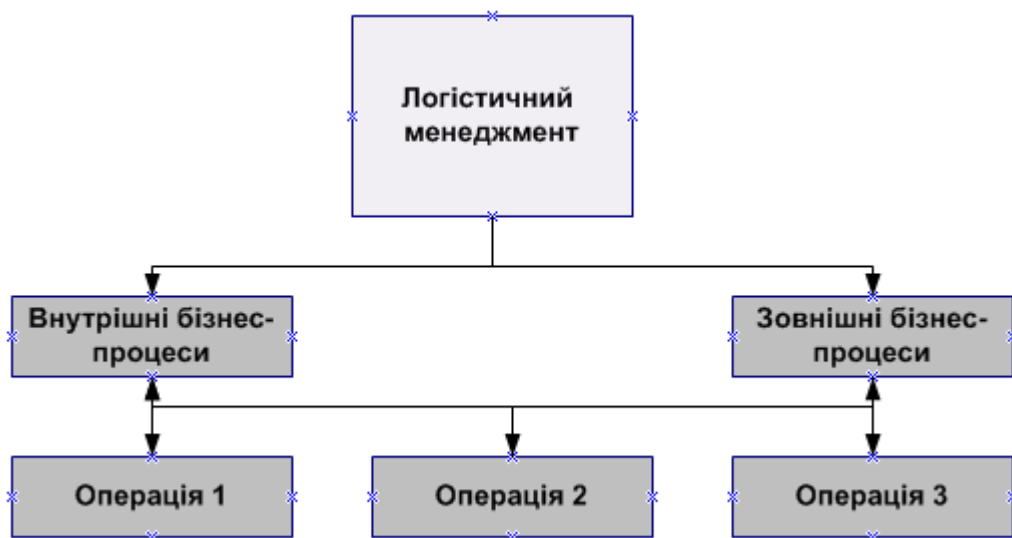 Логістичний
менеджмент
Внутрішні бізнес-
процеси
Зовнішні бізнес-
процеси
Операція 1
Операція 2
Операція 3